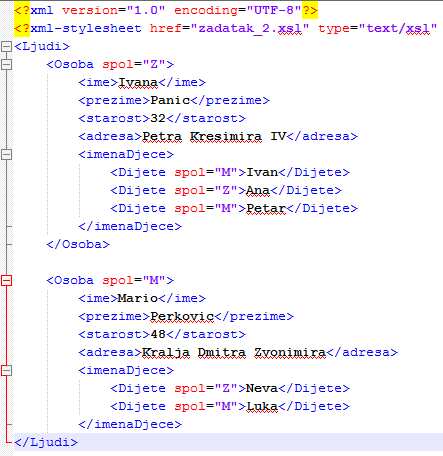 <?xml version="1.0" encoding="UTF-8"?>
<?xml-stylesheet href="zadatak_2.xsl" type="text/xsl"
<Ljudi>
<Osoba spol="Z">
<ime>Ivana</ime>
<prezime>Panic</prezime>
<starost>32</starost>
<adresa>Petra Kresimira IV</adresa>
<imenaDjece>
<Dijete spol="M">Ivan</Dijete>
<Dijete spol="Z">Ana</Dijete>
<Dijete spol="M">Petar</Dijete>
</imenaDjece>
</Osoba>
<Osoba spol="M">
<ime>Mario</ime>
<prezime>Perkovic</prezime>
<starost>48</starost>
<adresa>Kralja Dmitra Zvonimira</adresa>
<imenaDjece>
<Dijete spol="Z">Neva</Dijete>
<Dijete spol="M">Luka</Dijete>
</imenaDjece>
</Ljudi>